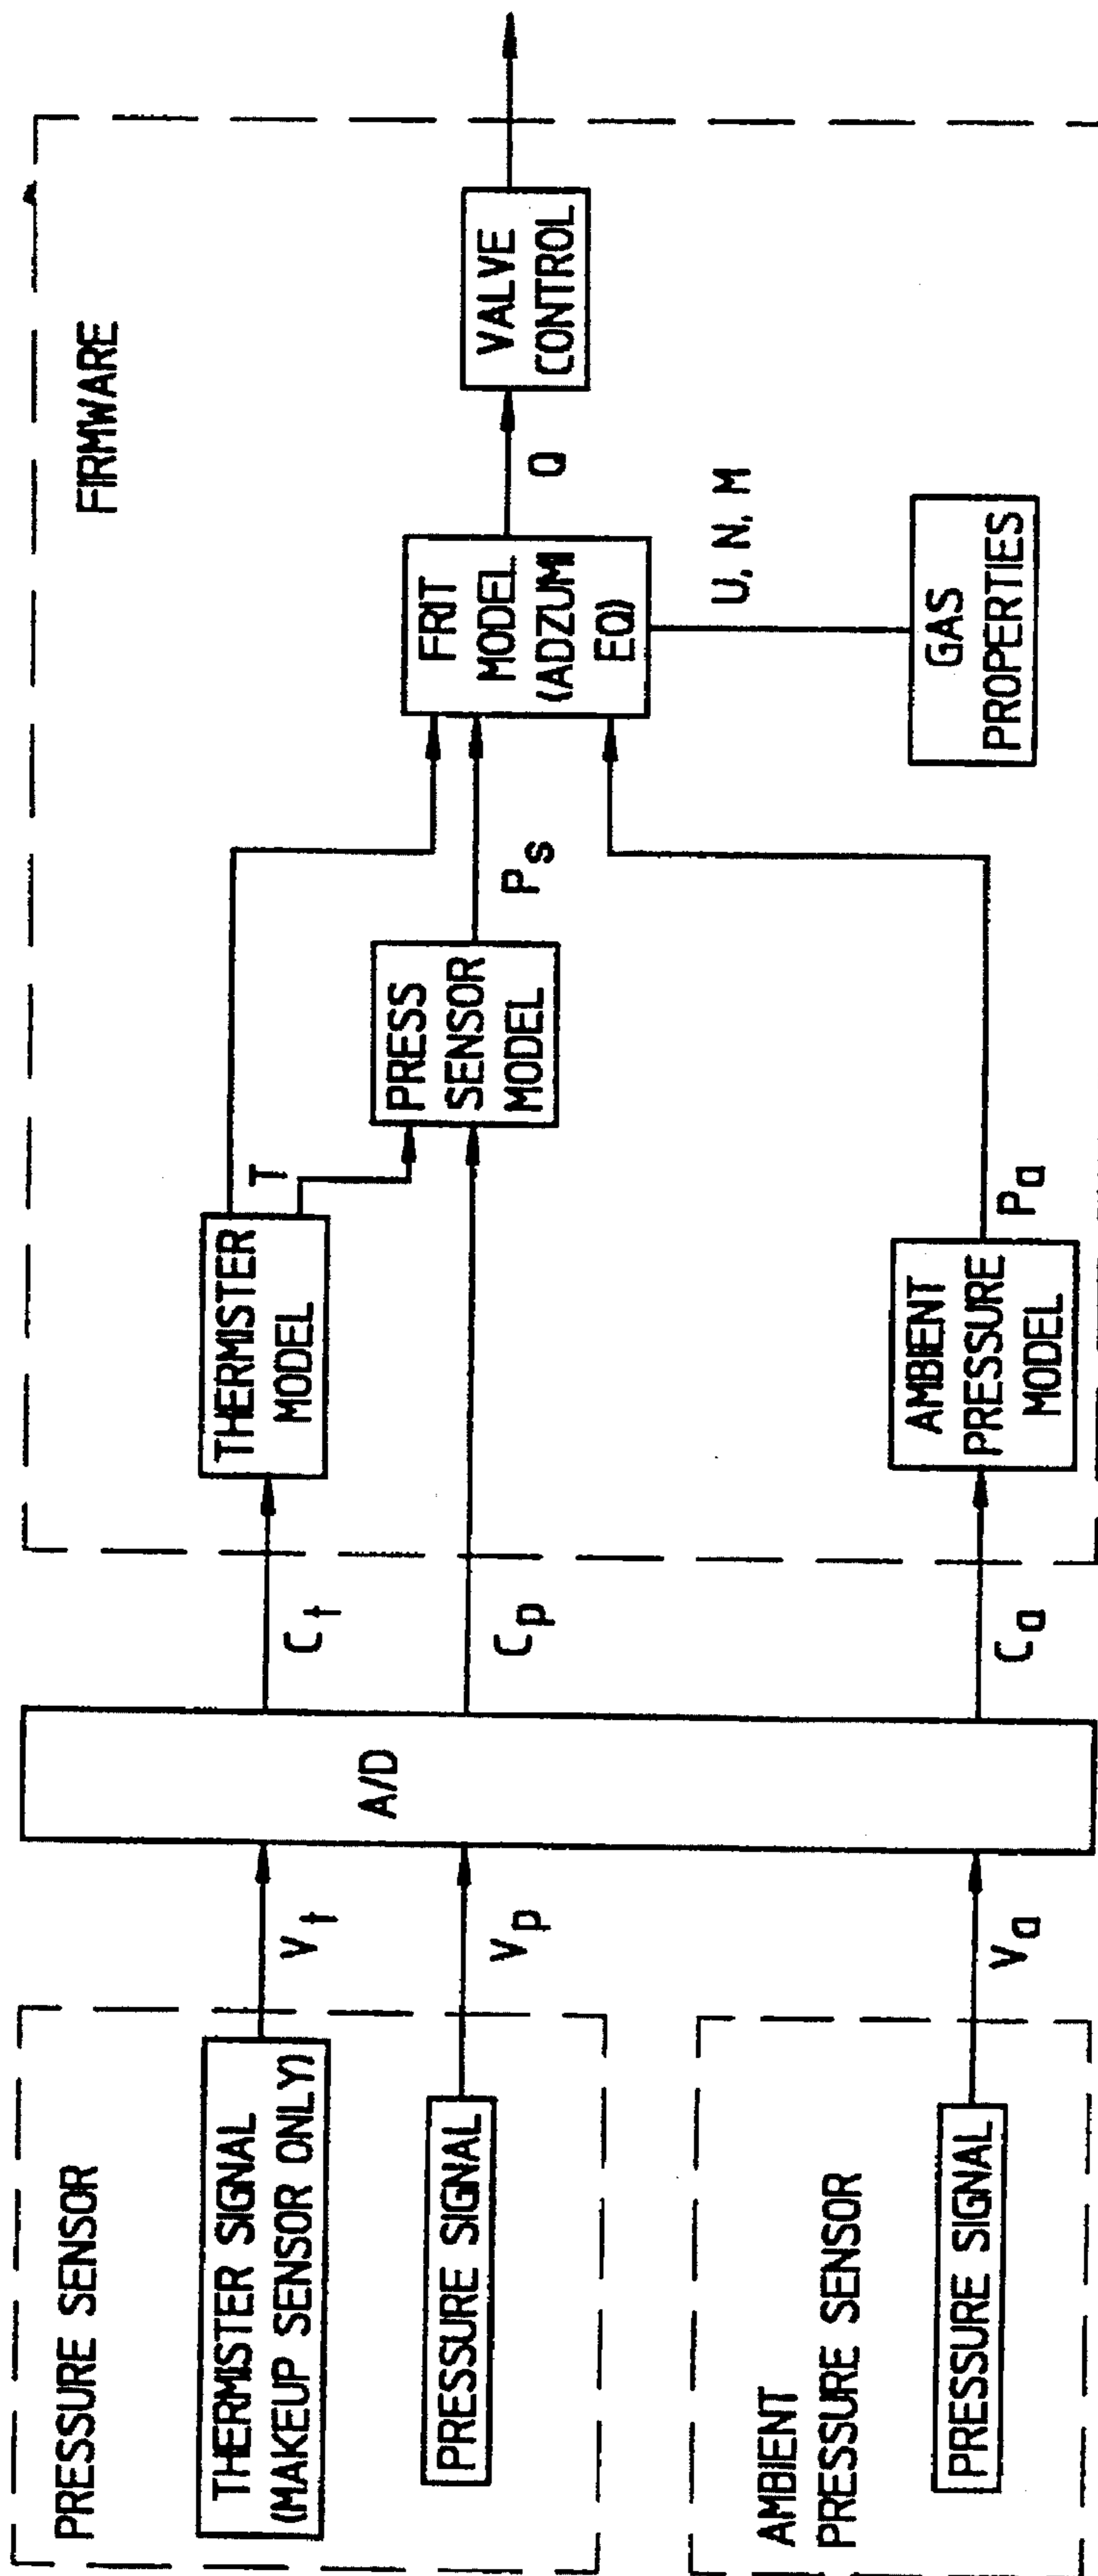 PRESSURE SENSOR
THERMISTER SIGNAL
(MAKEUP SENSOR ONLY)
PRESSURE SIGNAL
AMBIENT
PRESSURE SENSOR
PRESSURE SIGNAL
Vt
Vp
Va
A/D
Ct
Cp
Ca
FIRMWARE
THERMISTER
MODEL
T
PRESS
SENSOR
MODEL
Ps
AMBIENT
PRESSURE
MODEL
Pa
FRIT
MODEL
(ADZUMI
EQ)
Q
U, N, M
GAS
PROPERTIES
VALVE
CONTROL